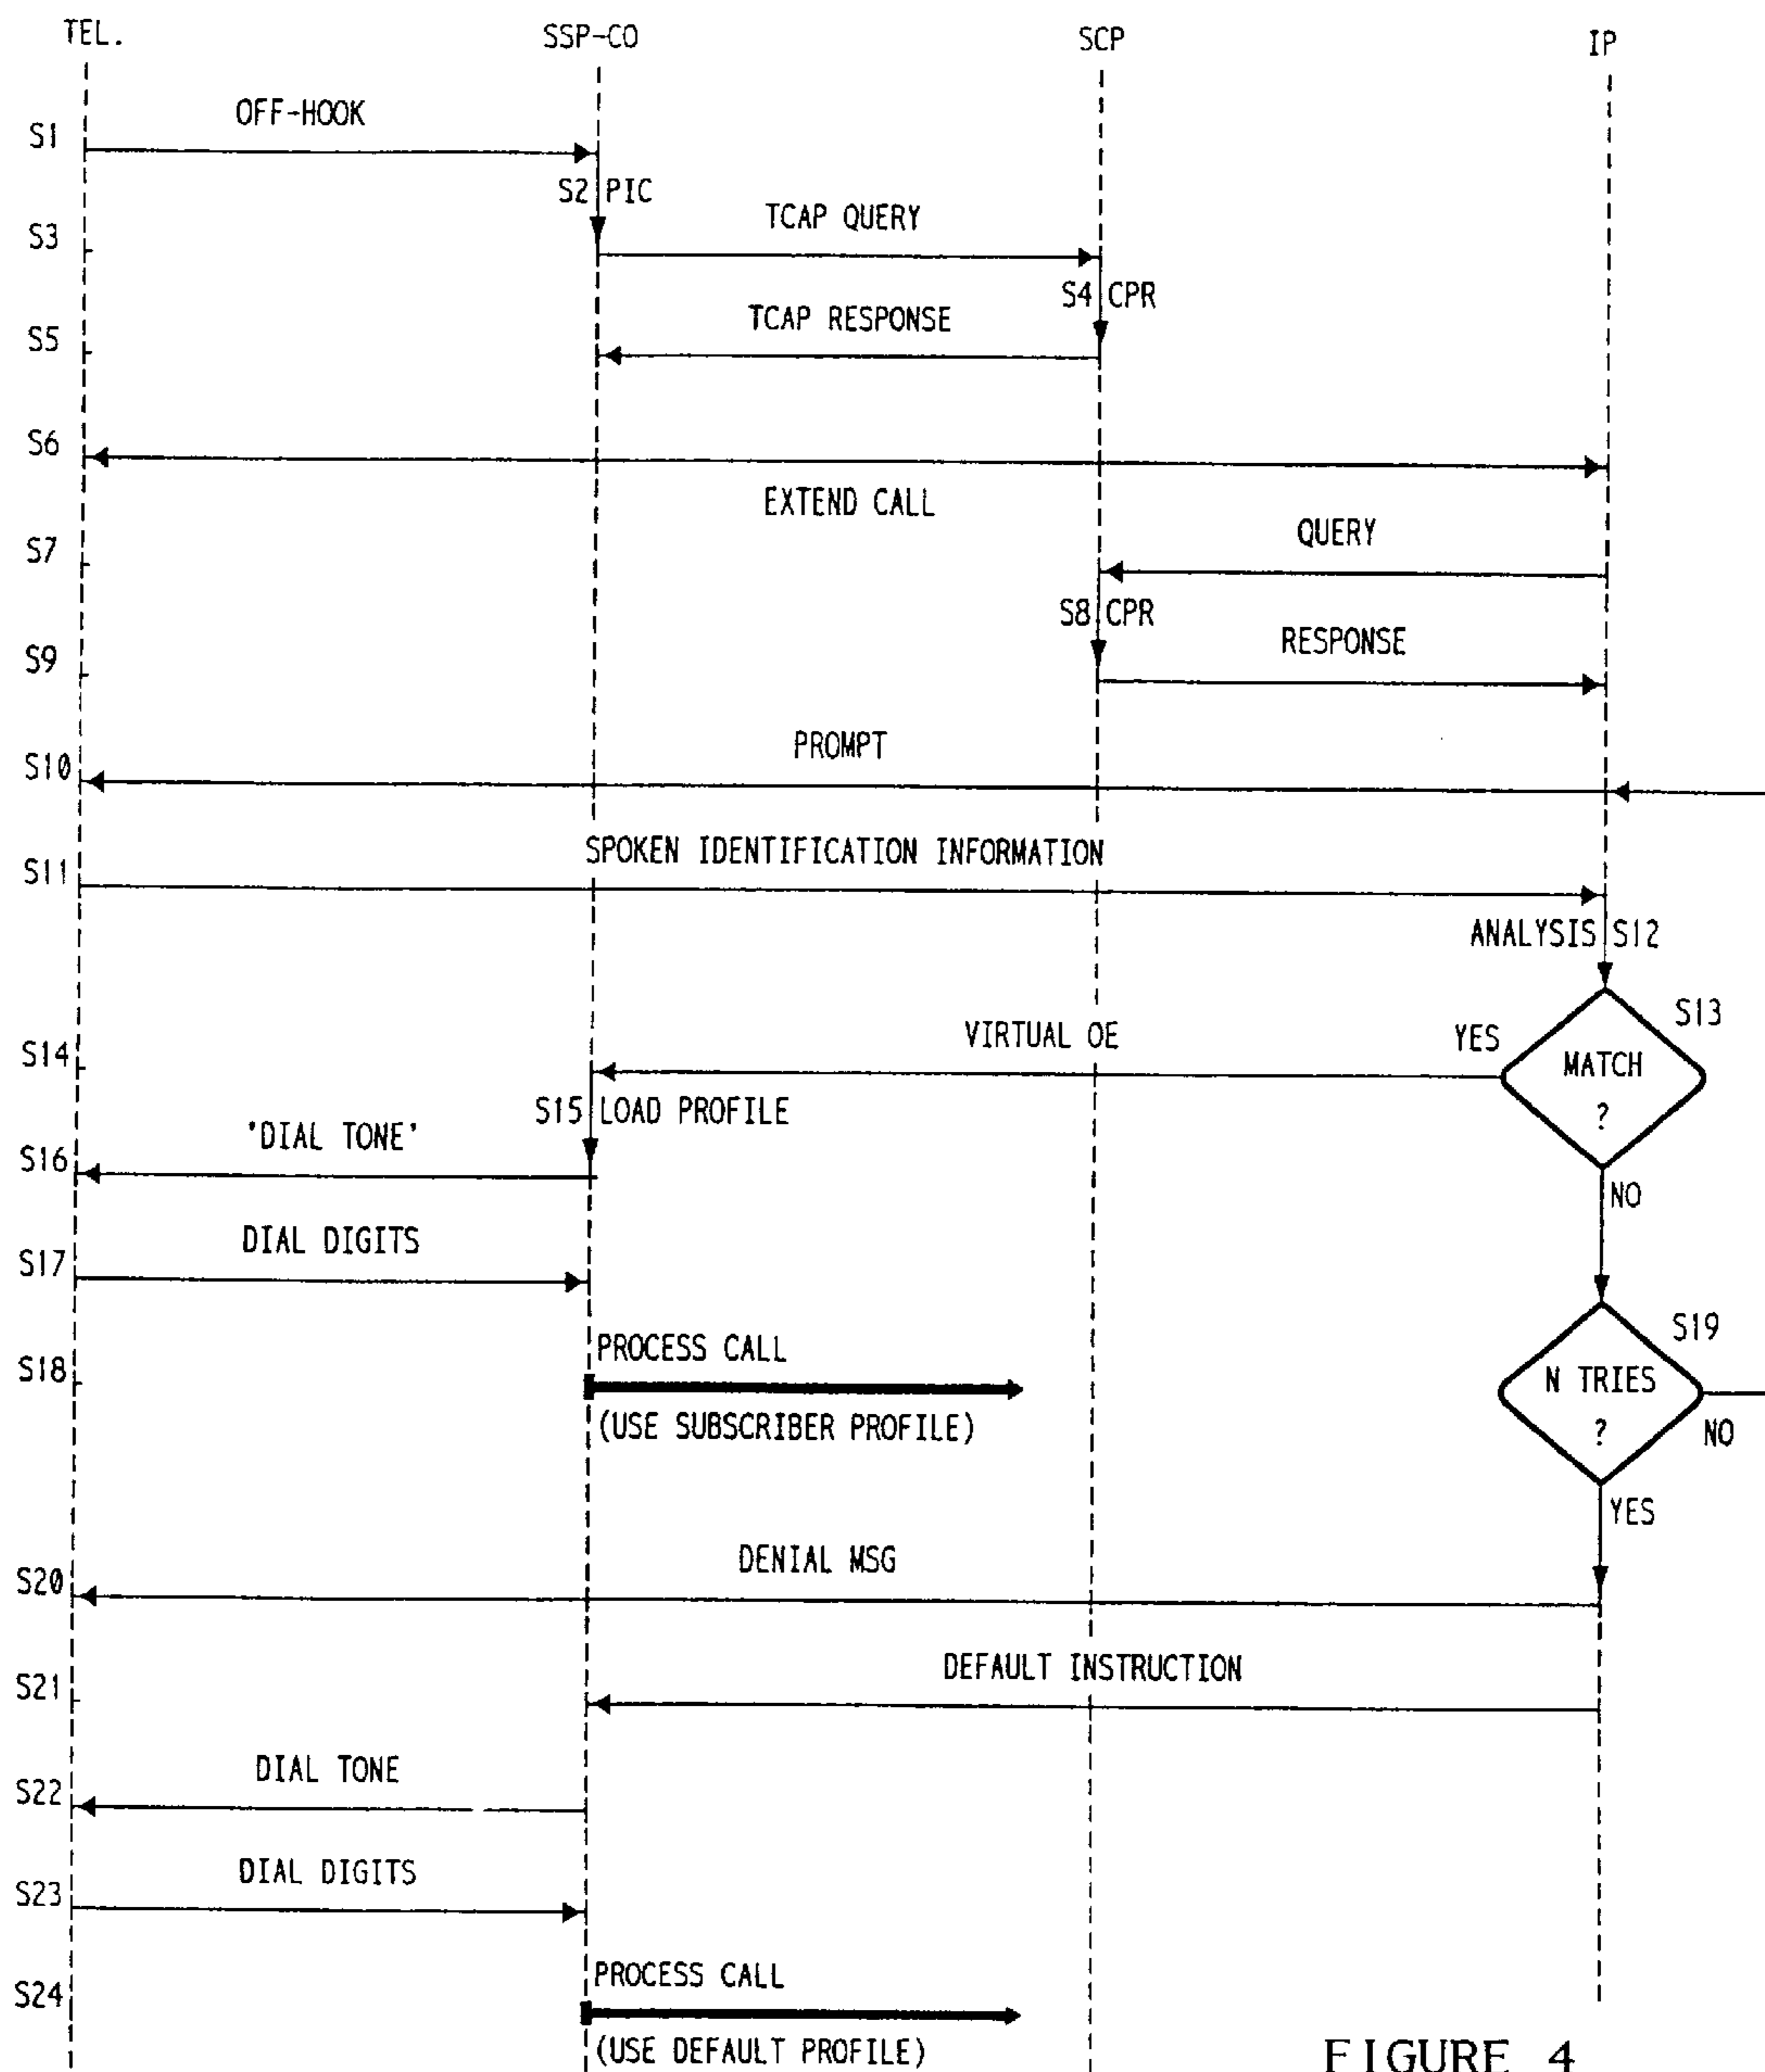 TEL. SSP-CO SCP IP
OFF-HOOK
S1
S2 PIC
TCAP QUERY
S3
S4 CPR
TCAP RESPONSE
S5
S6
EXTEND CALL
QUERY
S7
S8 CPR
RESPONSE
S9
PROMPT
S10
SPOKEN IDENTIFICATION INFORMATION
S11
ANALYSIS S12
S13
VIRTUAL OE
YES
S14
MATCH
?
S15 LOAD PROFILE
'DIAL TONE'
S16
NO
DIAL DIGITS
S17
S19
PROCESS CALL
S18
N TRIES
?
(USE SUBSCRIBER PROFILE)
NO
YES
DENIAL MSG
S20
DEFAULT INSTRUCTION
S21
DIAL TONE
S22
DIAL DIGITS
S23
PROCESS CALL
S24
(USE DEFAULT PROFILE)
FIGURE 4